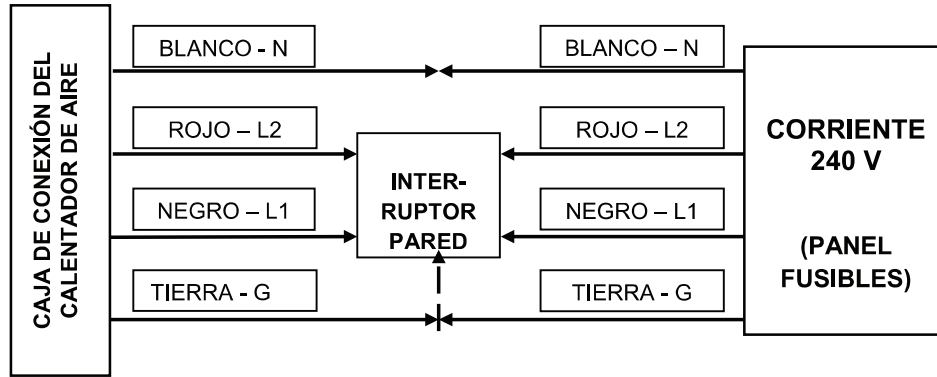 CAJA DE CONEXIÓN DEL
CALENTADOR DE AIRE
BLANCO - N
BLANCO – N
ROJO – L2
ROJO – L2
NEGRO – L1
NEGRO – L1
TIERRA - G
TIERRA - G
INTER-
RUPTOR
PARED
CORRIENTE
240 V
(PANEL
FUSIBLES)